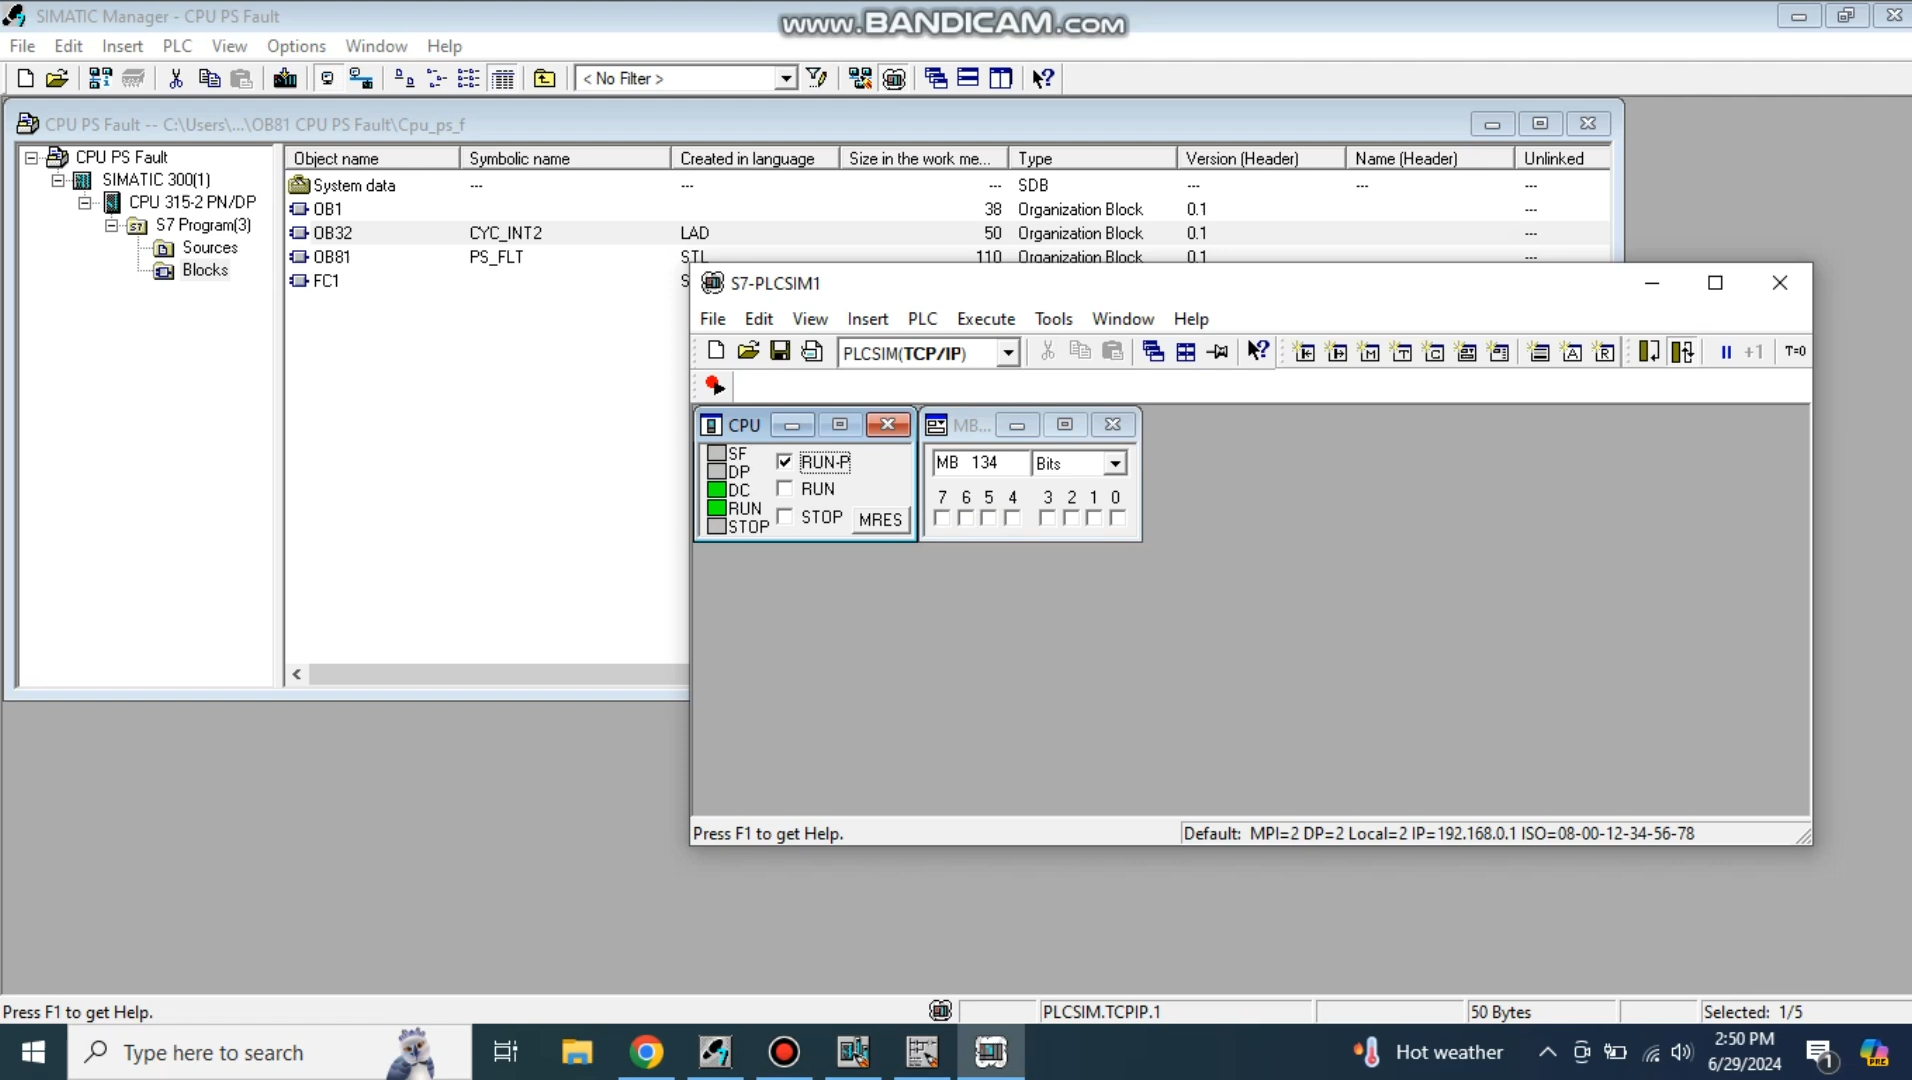 SIMATIC Manager - CPU PS Fault
www.BANDICAM.com
File Edit Insert PLC View Options Window Help
< No Filter >
CPU PS Fault -- C:\Users\...\OB81 CPU PS Fault\Cpu_ps_f
CPU PS Fault
SIMATIC 300(1)
CPU 315-2 PN/DP
S7 Program(3)
Sources
Blocks
Object name Symbolic name Created in language Size in the work me... Type Version (Header) Name (Header) Unlinked
System data --- --- --- SDB --- --- ---
OB1 38 Organization Block 0.1 ---
OB32 CYC_INT2 LAD 50 Organization Block 0.1 ---
OB81 PS_FLT STL 110 Organization Block 0.1 ---
FC1 S
S7-PLCSIM1
File Edit View Insert PLC Execute Tools Window Help
PLCSIM(TCP/IP)
+1 T=0
CPU
SF
DP
DC
RUN
STOP
RUN-P
RUN
STOP
MRES
MB...
MB 134 Bits
7 6 5 4 3 2 1 0
Press F1 to get Help.
Default: MPI=2 DP=2 Local=2 IP=192.168.0.1 ISO=08-00-12-34-56-78
Press F1 to get Help.
PLCSIM.TCPIP.1
50 Bytes
Selected: 1/5
Type here to search
Hot weather
2:50 PM
6/29/2024
1
PRE